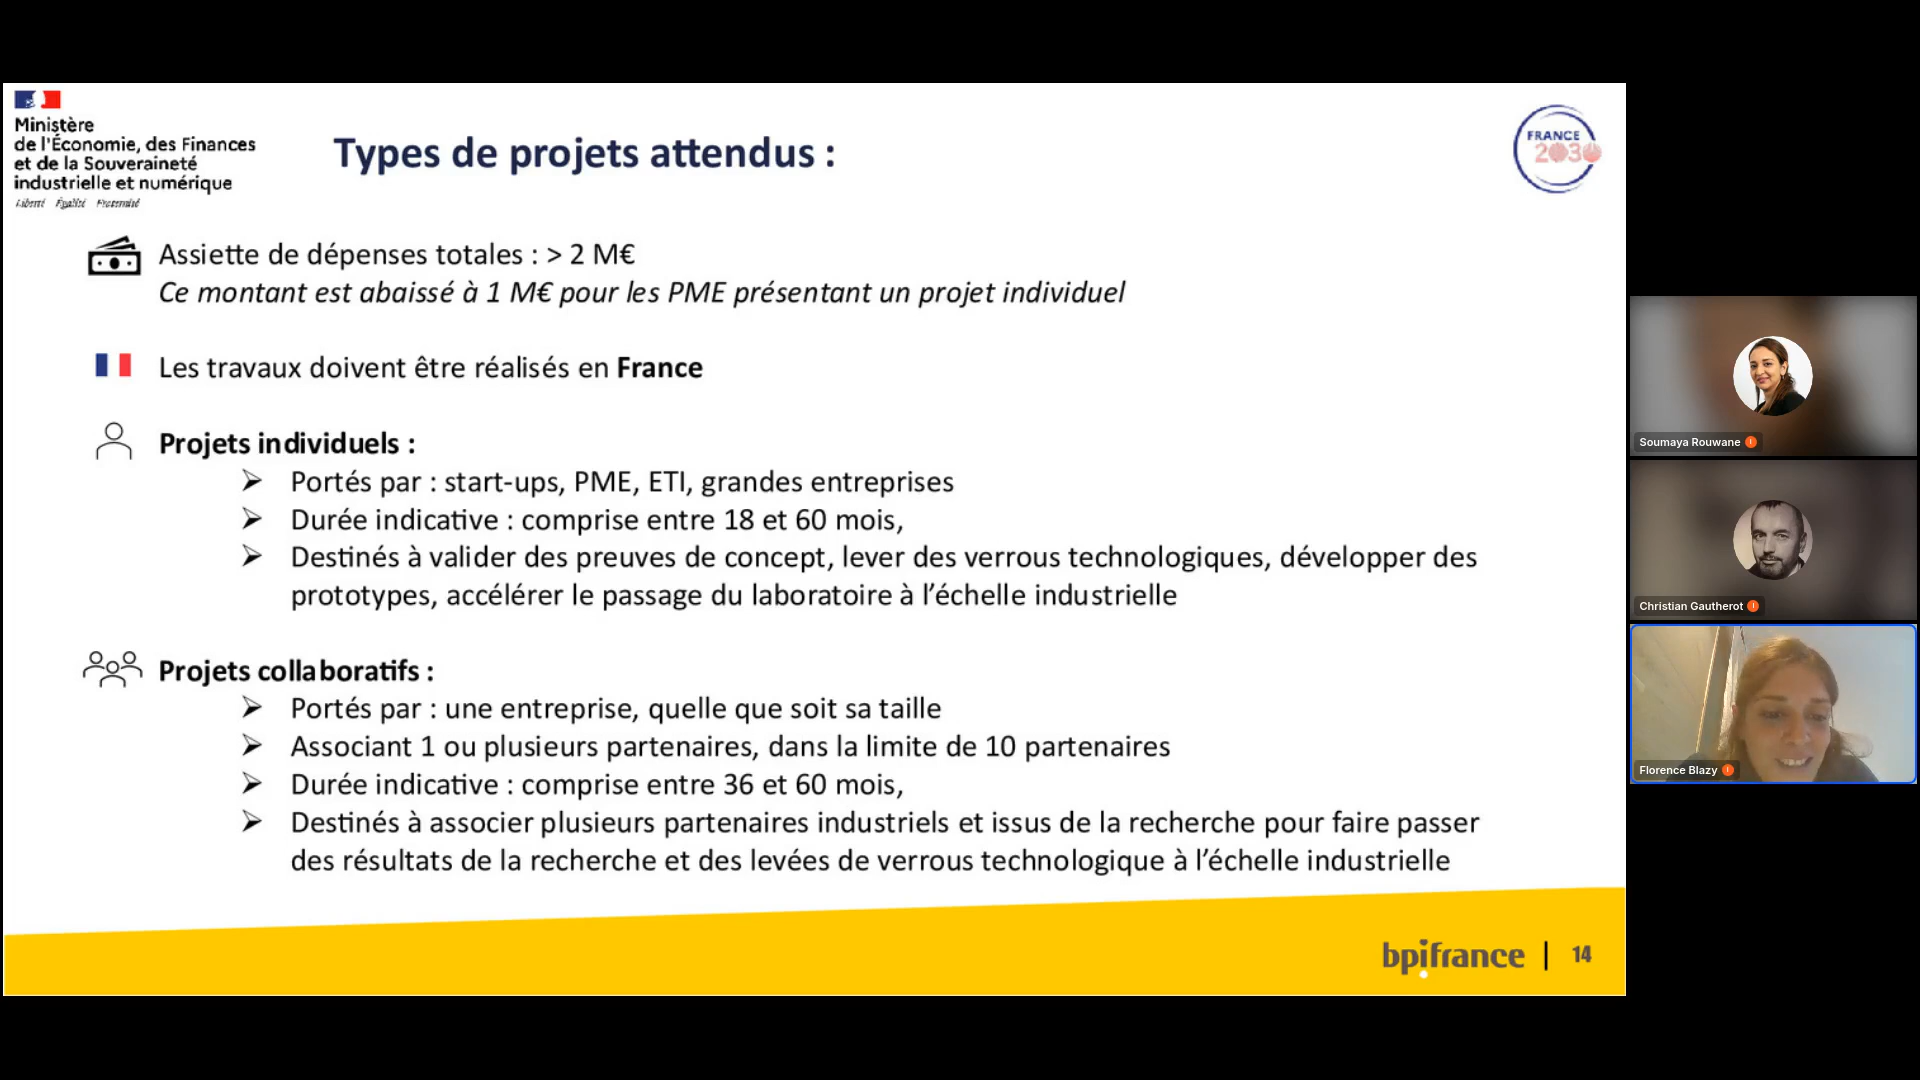 Ministère
de l'Économie, des Finances
et de la Souveraineté
industrielle et numérique
Liberté Égalité Fraternité
Types de projets attendus :
FRANCE
2030
Assiette de dépenses totales : > 2 M€
Ce montant est abaissé à 1 M€ pour les PME présentant un projet individuel
Les travaux doivent être réalisés en France
Projets individuels :
➢ Portés par : start-ups, PME, ETI, grandes entreprises
➢ Durée indicative : comprise entre 18 et 60 mois,
➢ Destinés à valider des preuves de concept, lever des verrous technologiques, développer des
prototypes, accélérer le passage du laboratoire à l’échelle industrielle
Projets collaboratifs :
➢ Portés par : une entreprise, quelle que soit sa taille
➢ Associant 1 ou plusieurs partenaires, dans la limite de 10 partenaires
➢ Durée indicative : comprise entre 36 et 60 mois,
➢ Destinés à associer plusieurs partenaires industriels et issus de la recherche pour faire passer
des résultats de la recherche et des levées de verrous technologique à l’échelle industrielle
bpifrance | 14
Soumaya Rouwane
Christian Gautherot
Florence Blazy